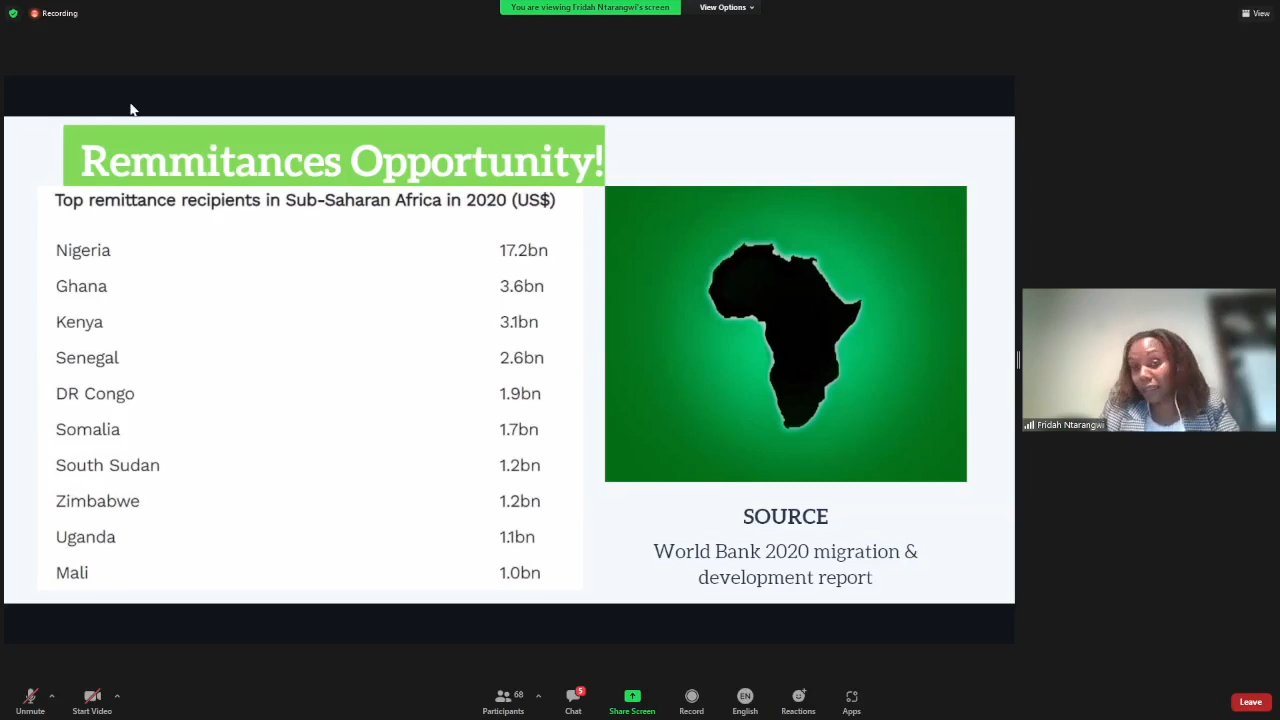 Recording
You are viewing Fridah Ntarangwi's screen
View Options
View
Remmitances Opportunity!
Top remittance recipients in Sub-Saharan Africa in 2020 (US$)
Nigeria 17.2bn
Ghana 3.6bn
Kenya 3.1bn
Senegal 2.6bn
DR Congo 1.9bn
Somalia 1.7bn
South Sudan 1.2bn
Zimbabwe 1.2bn
Uganda 1.1bn
Mali 1.0bn
SOURCE
World Bank 2020 migration &
development report
Fridah Ntarangwi
68
5
EN
Unmute
Start Video
Participants
Chat
Share Screen
Record
English
Reactions
Apps
Leave